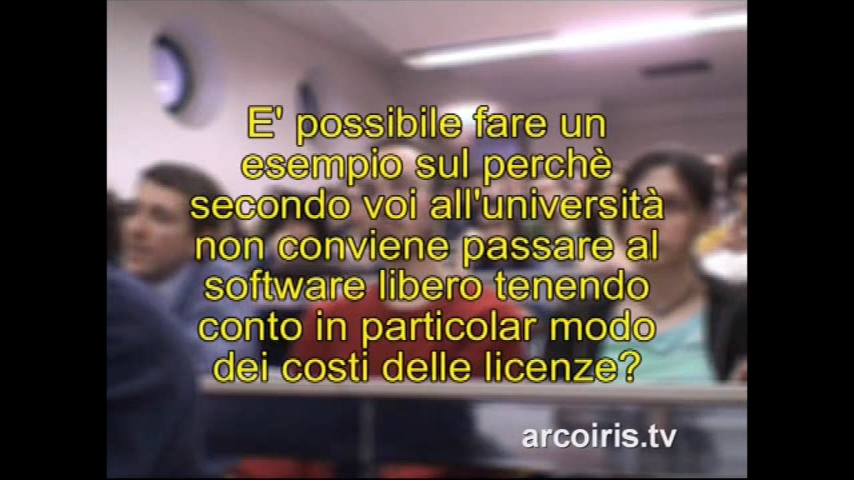 E' possibile fare un
esempio sul perchè
secondo voi all'università
non conviene passare al
software libero tenendo
conto in particolar modo
dei costi delle licenze?
arcoiris.tv